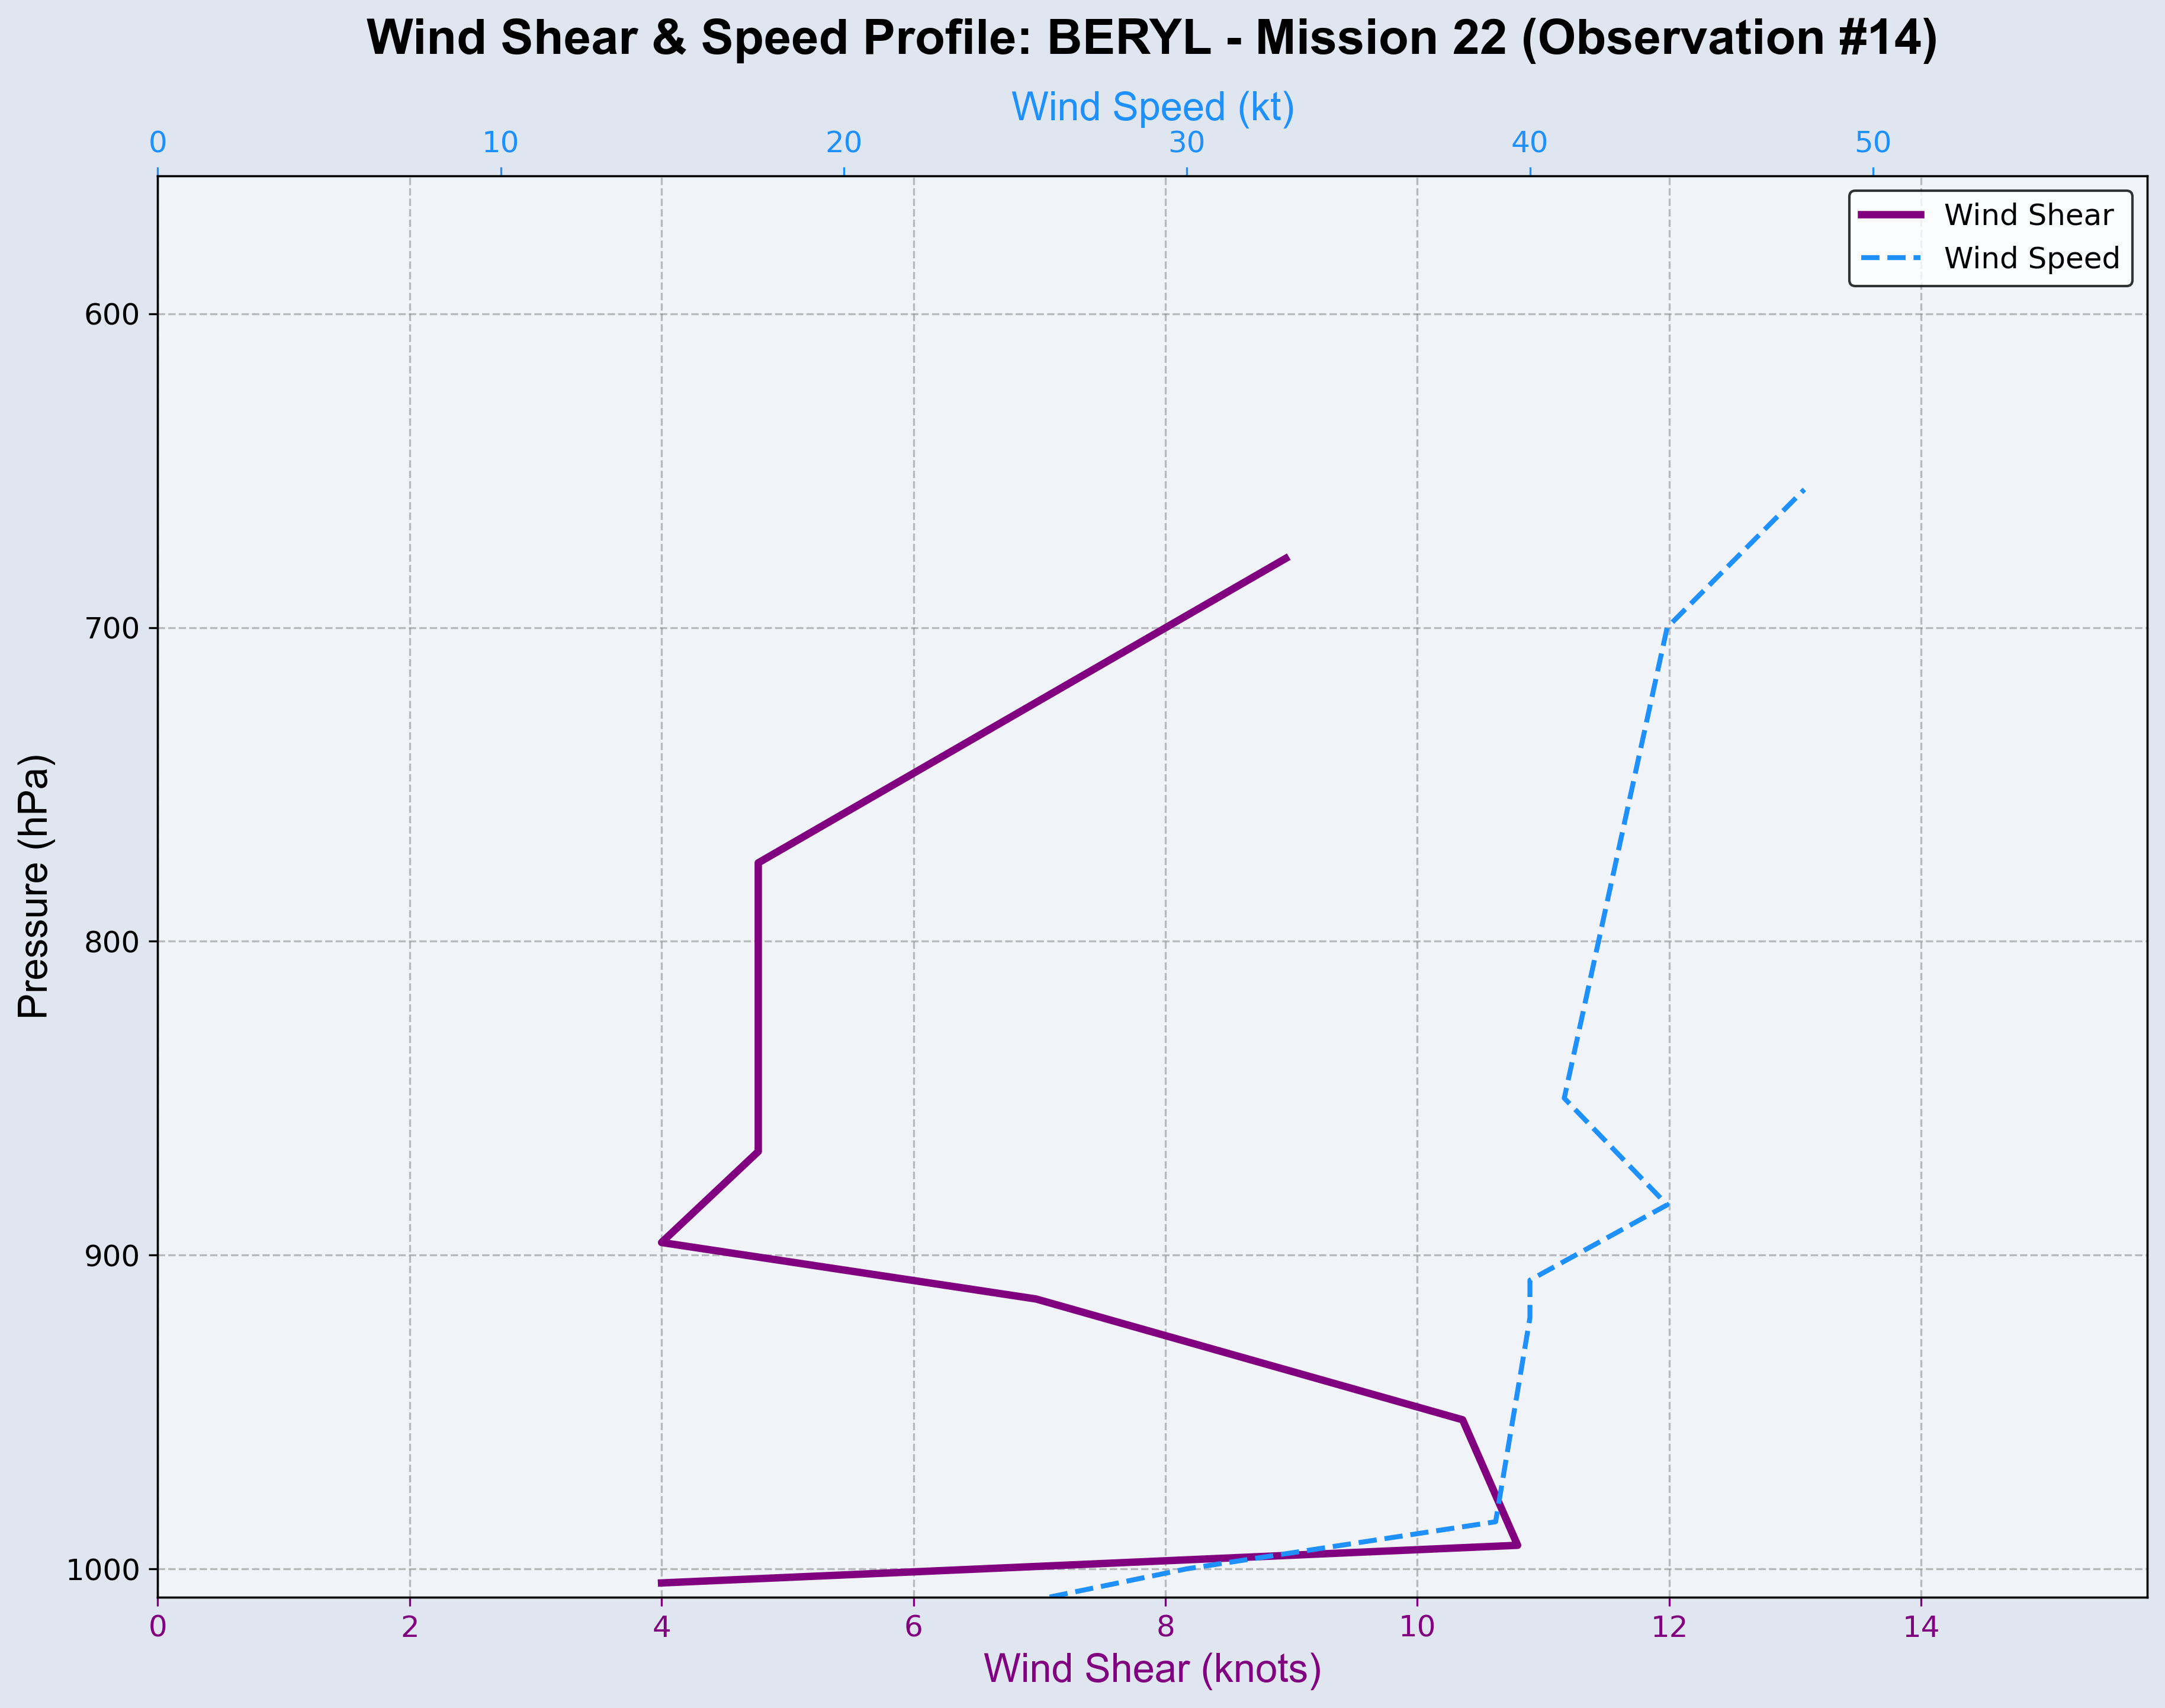 Wind Shear & Speed Profile: BERYL - Mission 22 (Observation #14)
Wind Speed (kt)
0 10 20 30 40 50
Wind Shear
Wind Speed
600
700
800
900
1000
Pressure (hPa)
0 2 4 6 8 10 12 14
Wind Shear (knots)